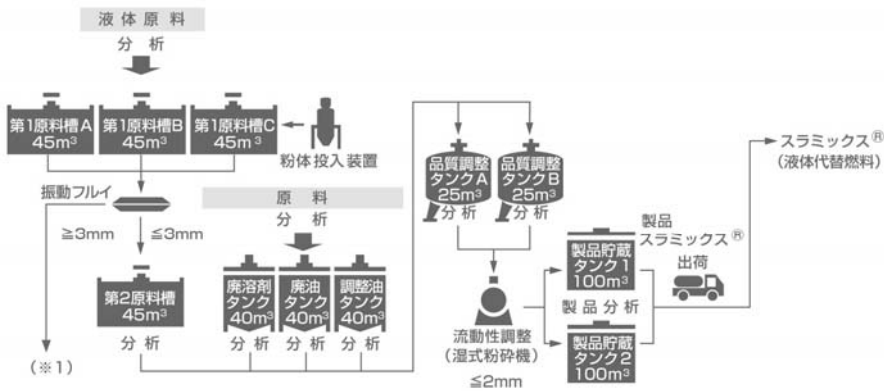 液体原料
分析
第1原料槽A
45m³
第1原料槽B
45m³
第1原料槽C
45m³
粉体投入装置
振動フルイ
≧3mm
≦3mm
第2原料槽
45m³
分析
(※1)
原料
分析
廃溶剤
タンク
40m³
廃油
タンク
40m³
調整油
タンク
40m³
分析
分析
分析
品質調整
タンクA
25m³
分析
品質調整
タンクB
25m³
分析
流動性調整
(湿式粉砕機)
≦2mm
製品
スラミックス®
製品貯蔵
タンク1
100m³
製品分析
製品貯蔵
タンク2
100m³
出荷
スラミックス®
(液体代替燃料)